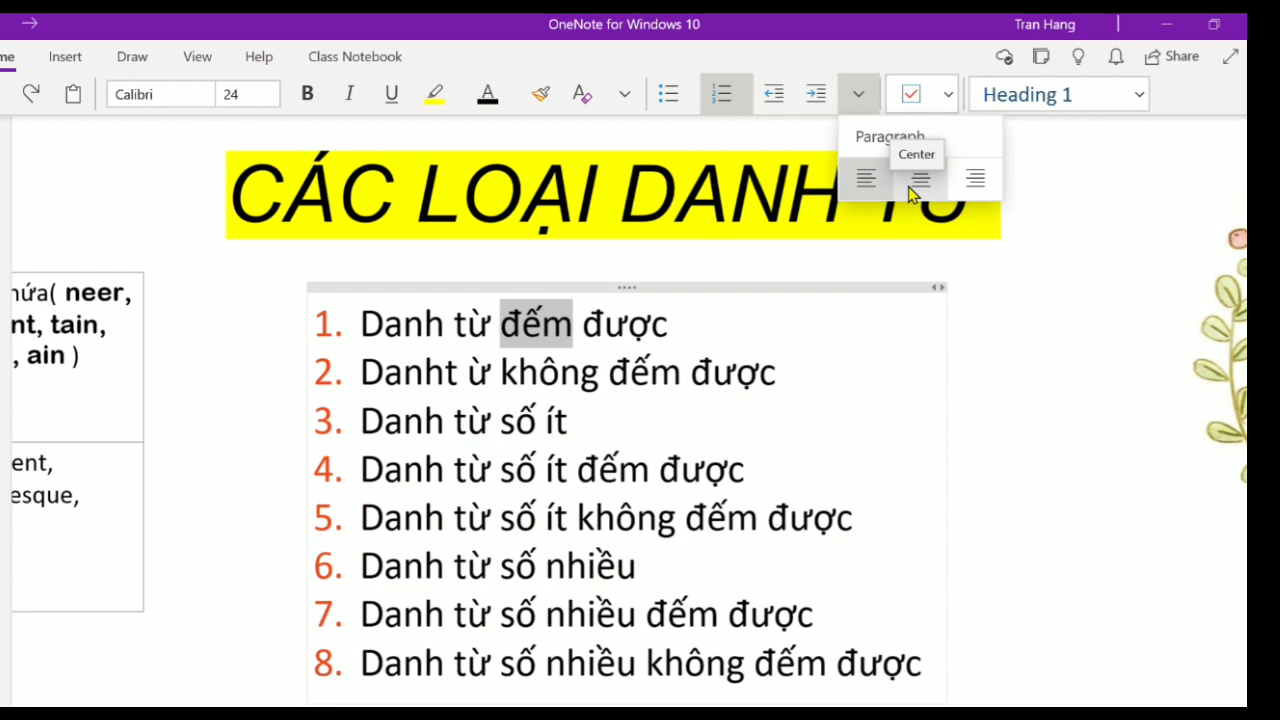 OneNote for Windows 10
Tran Hang
me
Insert
Draw
View
Help
Class Notebook
Share
Calibri
24
B
I
U
A
A
Heading 1
Paragraph
Center
CÁC LOẠI DANH TỪ
hứa( neer,
nt, tain,
, ain )
ent,
esque,
1. Danh từ đếm được
2. Danht ừ không đếm được
3. Danh từ số ít
4. Danh từ số ít đếm được
5. Danh từ số ít không đếm được
6. Danh từ số nhiều
7. Danh từ số nhiều đếm được
8. Danh từ số nhiều không đếm được